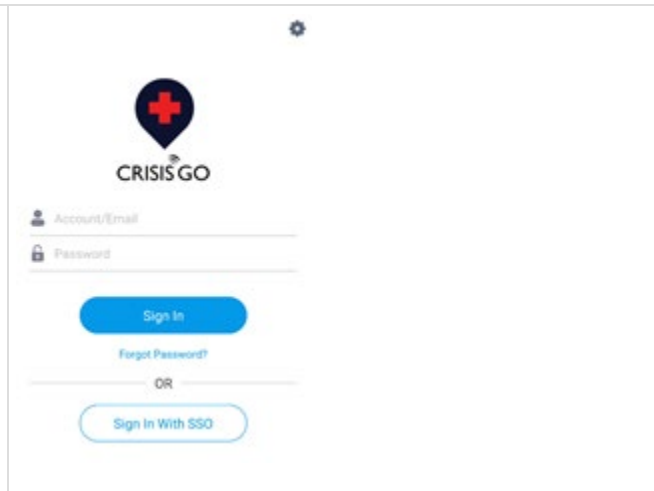 CRISIS GO
Account/Email
Password
Sign In
Forgot Password?
OR
Sign In With SSO